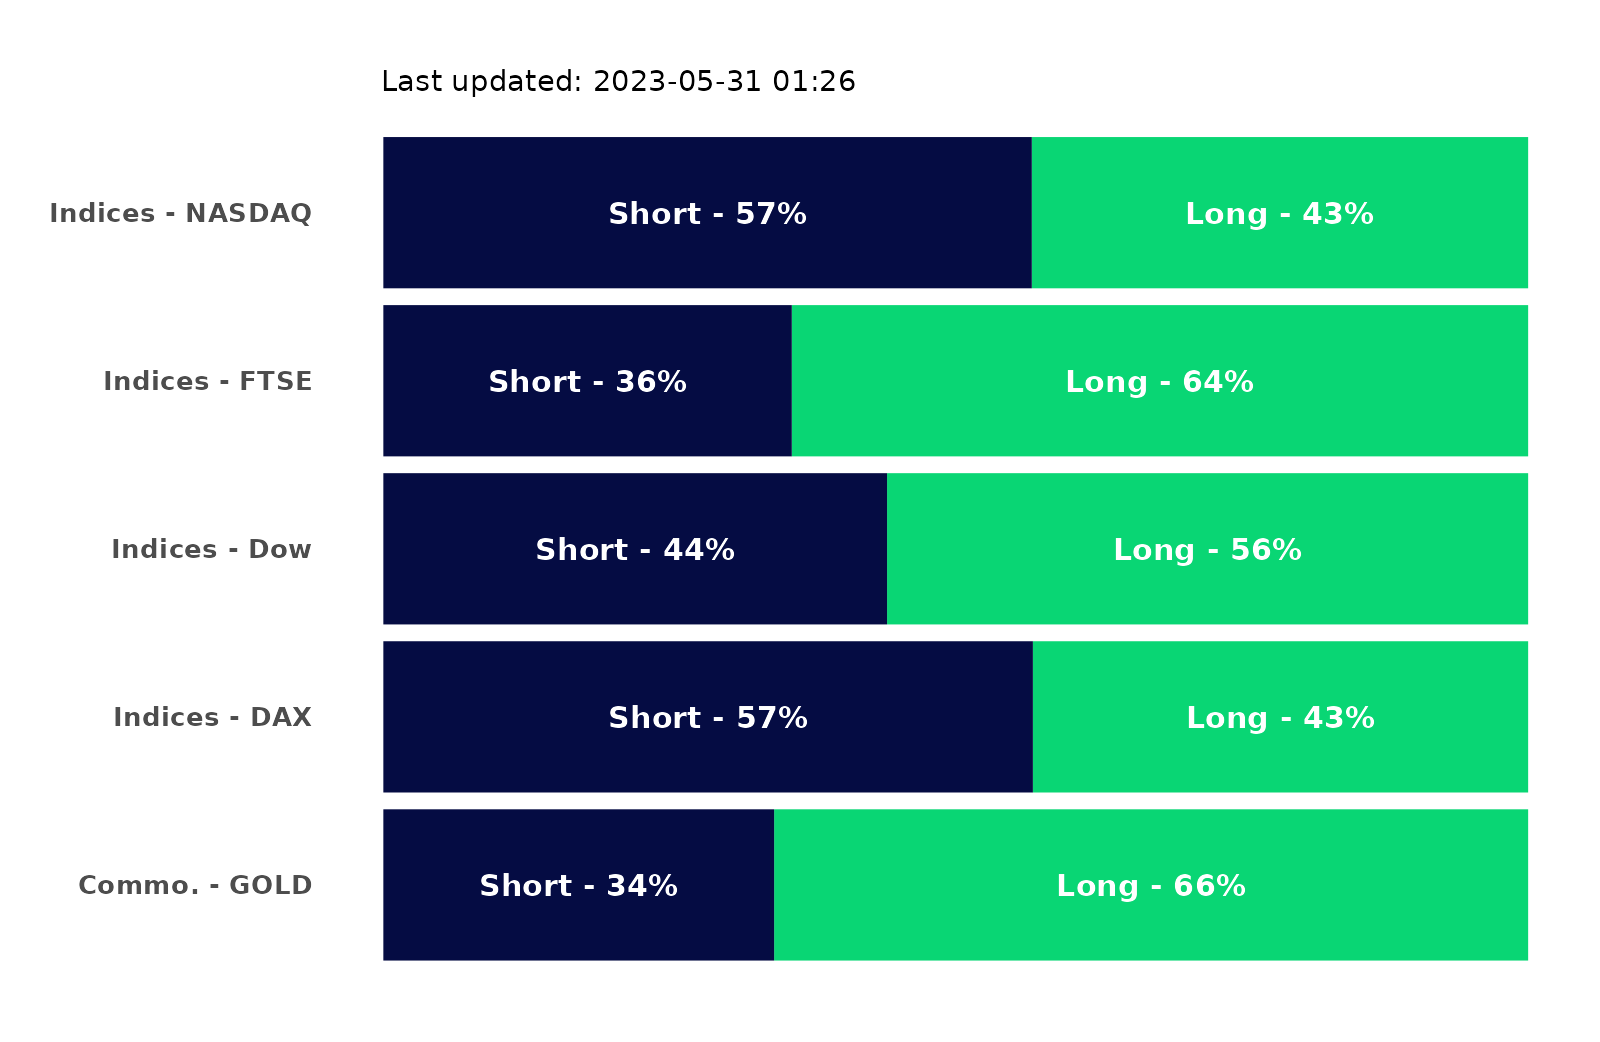 Last updated: 2023-05-31 01:26
Indices - NASDAQ Short - 57% Long - 43%
Indices - FTSE Short - 36% Long - 64%
Indices - Dow Short - 44% Long - 56%
Indices - DAX Short - 57% Long - 43%
Commo. - GOLD Short - 34% Long - 66%